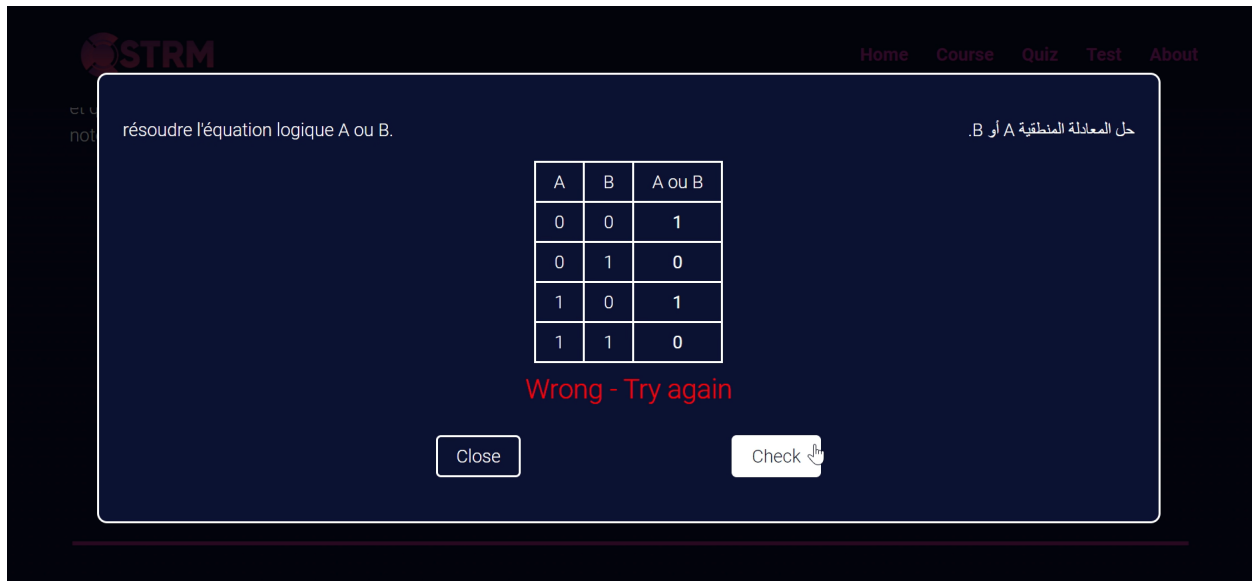 STRM
Home Course Quiz Test About
résoudre l'équation logique A ou B.
حل المعادلة المنطقية A أو B.
A B A ou B
0 0 1
0 1 0
1 0 1
1 1 0
Wrong - Try again
Close Check